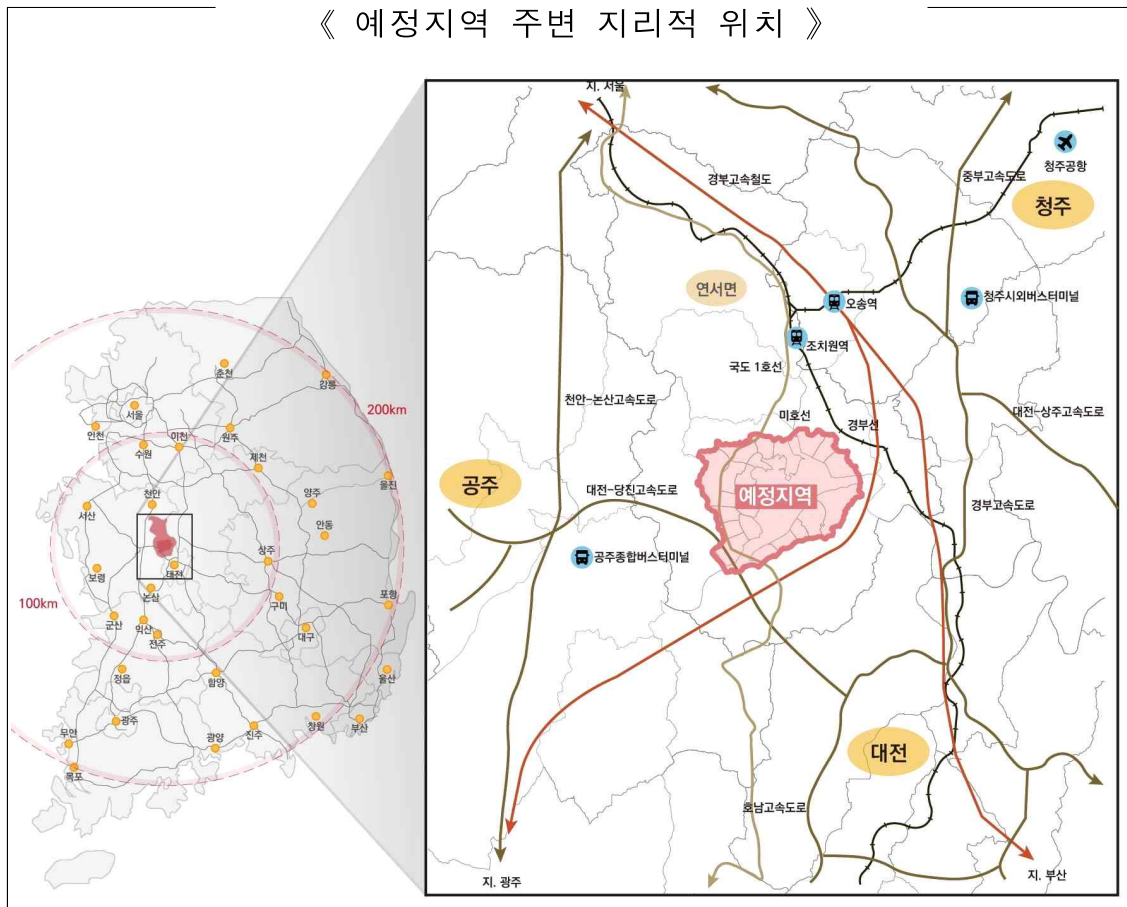 《 예정지역 주변 지리적 위치 》
지. 서울
경부고속철도
중부고속도로
청주공항
청주
연서면
오송역
청주시외버스터미널
조치원역
국도 1호선
천안-논산고속도로
미호선
경부선
대전-상주고속도로
공주
대전-당진고속도로
예정지역
경부고속도로
공주종합버스터미널
대전
호남고속도로
지. 광주
지. 부산
200km
100km
춘천
강릉
서울
인천
수원
이천
원주
제천
울진
천안
양주
서산
안동
상주
대전
보령
논산
구미
포항
군산
익산
전주
대구
정읍
함양
울산
광주
무안
목포
광양
진주
창원
부산